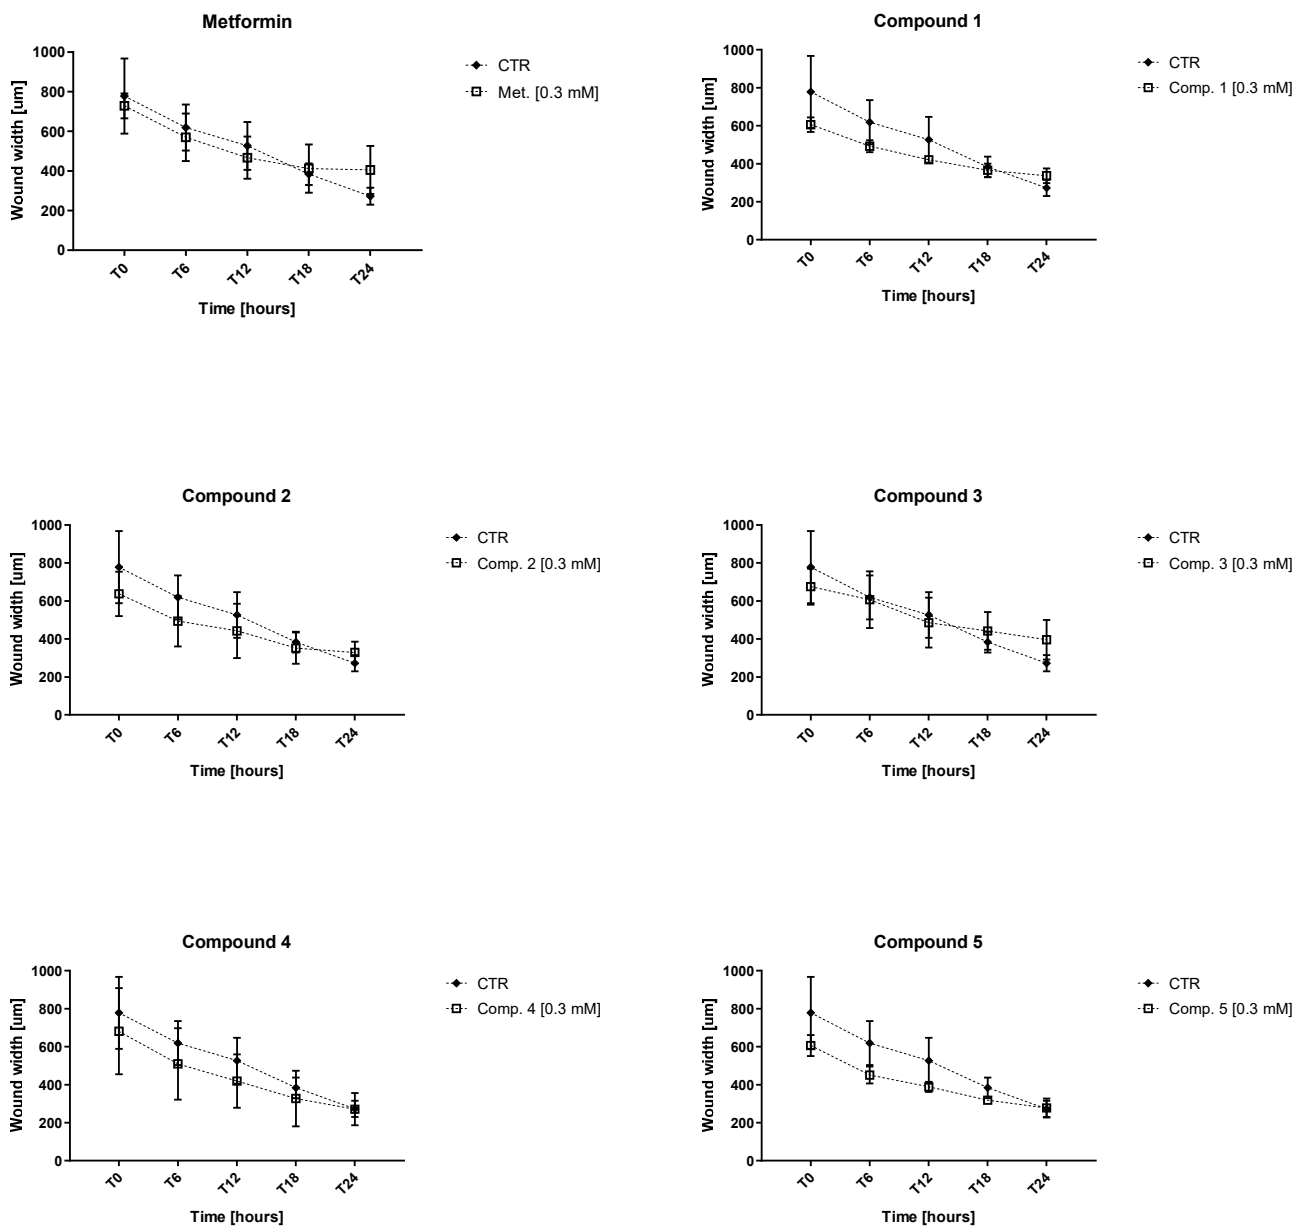 Metformin
1000
800
600
400
200
0
Wound width [um]
T0 T6 T12 T18 T24
Time [hours]
CTR
Met. [0.3 mM]
Compound 1
1000
800
600
400
200
0
Wound width [um]
T0 T6 T12 T18 T24
Time [hours]
CTR
Comp. 1 [0.3 mM]
Compound 2
1000
800
600
400
200
0
Wound width [um]
T0 T6 T12 T18 T24
Time [hours]
CTR
Comp. 2 [0.3 mM]
Compound 3
1000
800
600
400
200
0
Wound width [um]
T0 T6 T12 T18 T24
Time [hours]
CTR
Comp. 3 [0.3 mM]
Compound 4
1000
800
600
400
200
0
Wound width [um]
T0 T6 T12 T18 T24
Time [hours]
CTR
Comp. 4 [0.3 mM]
Compound 5
1000
800
600
400
200
0
Wound width [um]
T0 T6 T12 T18 T24
Time [hours]
CTR
Comp. 5 [0.3 mM]